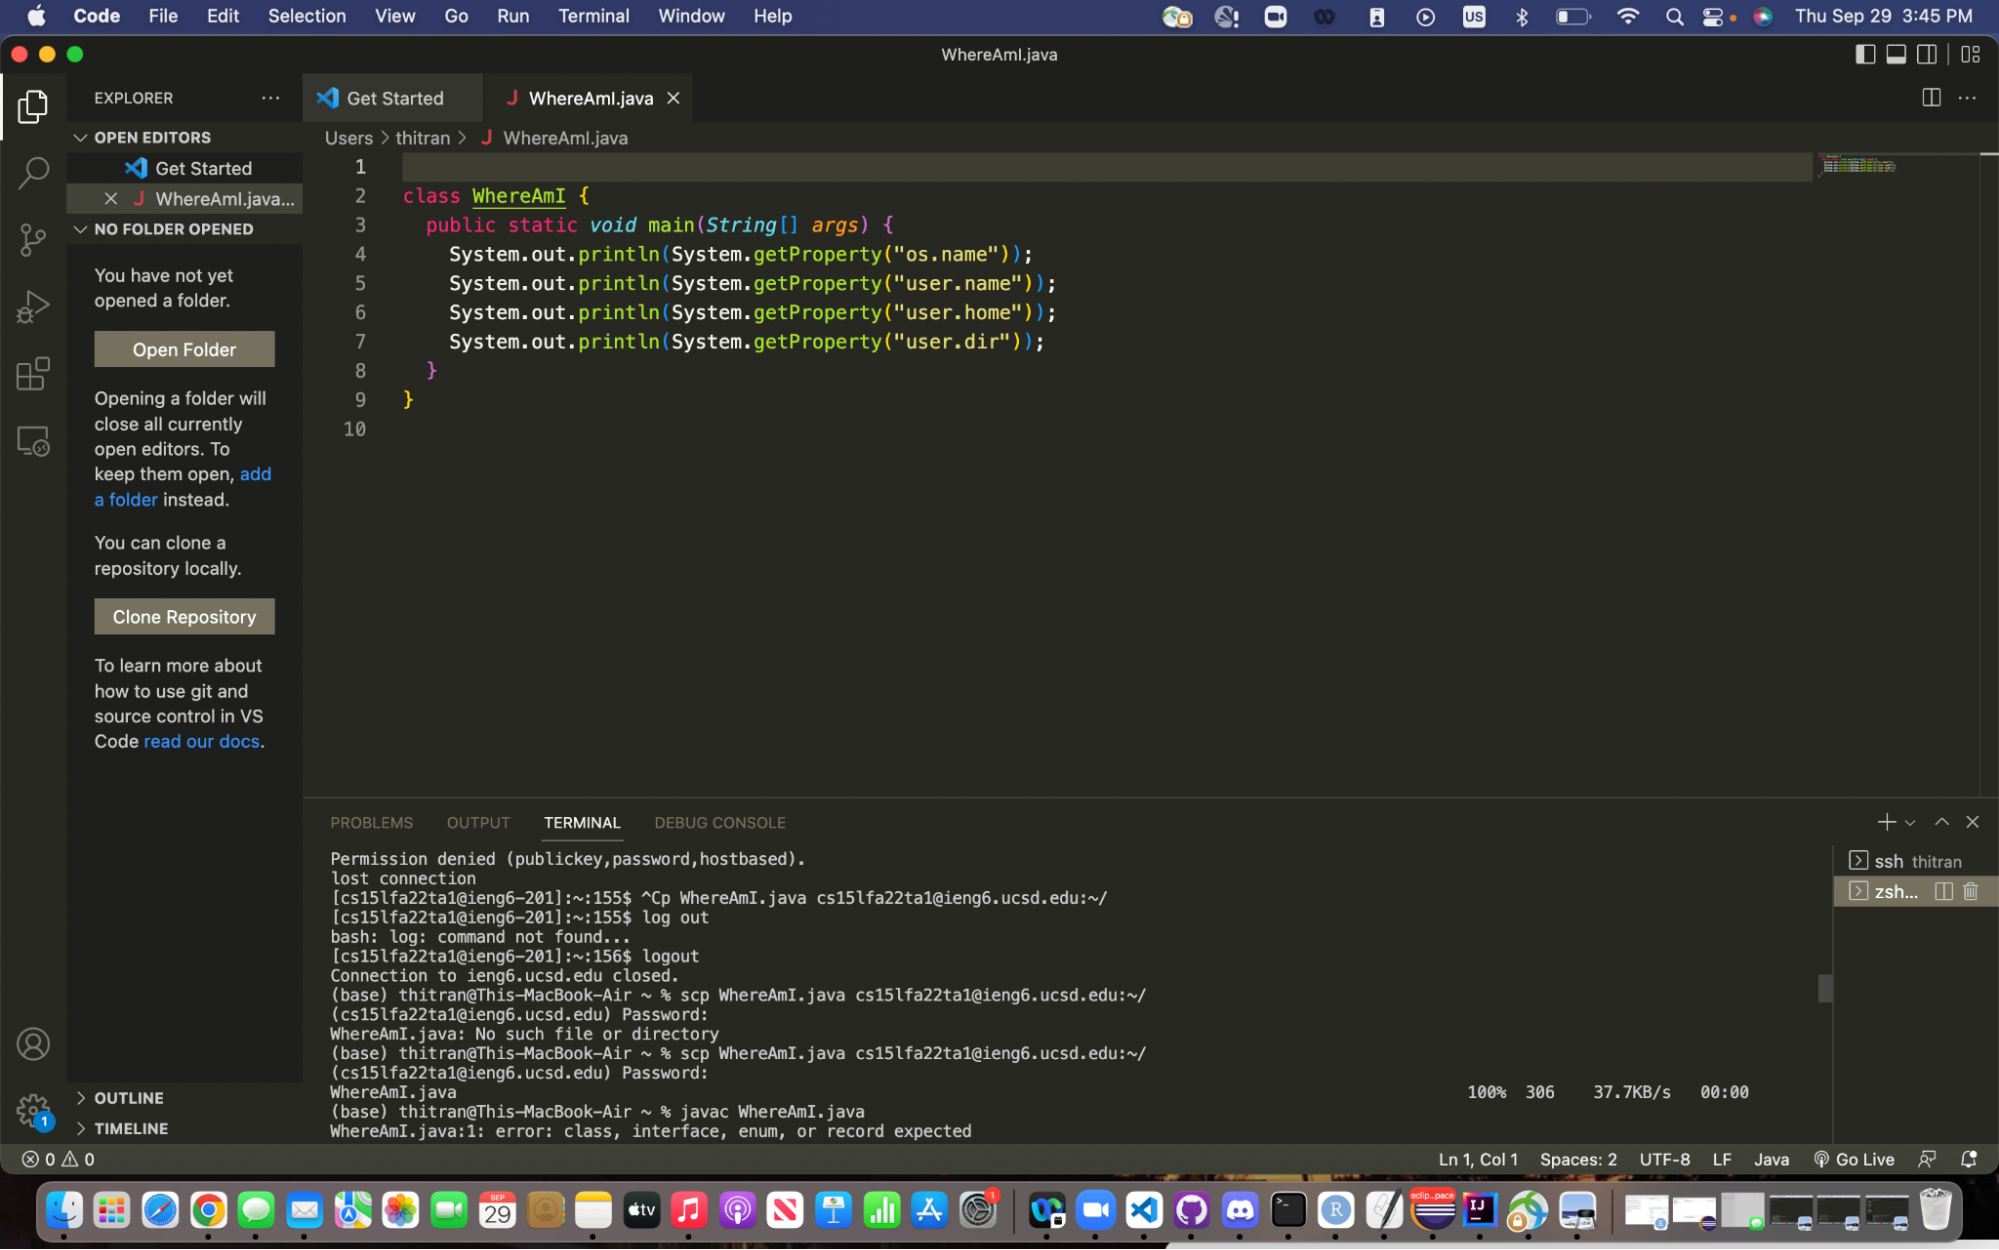 Code File Edit Selection View Go Run Terminal Window Help US Thu Sep 29 3:45 PM
WhereAmI.java
EXPLORER ...
Get Started
J WhereAmI.java
OPEN EDITORS
Get Started
J WhereAmI.java...
NO FOLDER OPENED
You have not yet
opened a folder.
Open Folder
Opening a folder will
close all currently
open editors. To
keep them open, add
a folder instead.
You can clone a
repository locally.
Clone Repository
To learn more about
how to use git and
source control in VS
Code read our docs.
OUTLINE
TIMELINE
Users > thitran > J WhereAmI.java
1
2 class WhereAmI {
3 public static void main(String[] args) {
4 System.out.println(System.getProperty("os.name"));
5 System.out.println(System.getProperty("user.name"));
6 System.out.println(System.getProperty("user.home"));
7 System.out.println(System.getProperty("user.dir"));
8 }
9 }
10
PROBLEMS OUTPUT TERMINAL DEBUG CONSOLE
Permission denied (publickey,password,hostbased).
lost connection
[cs15lfa22ta1@ieng6-201]:~:155$ ^Cp WhereAmI.java cs15lfa22ta1@ieng6.ucsd.edu:~/
[cs15lfa22ta1@ieng6-201]:~:155$ log out
bash: log: command not found...
[cs15lfa22ta1@ieng6-201]:~:156$ logout
Connection to ieng6.ucsd.edu closed.
(base) thitran@This-MacBook-Air ~ % scp WhereAmI.java cs15lfa22ta1@ieng6.ucsd.edu:~/
(cs15lfa22ta1@ieng6.ucsd.edu) Password:
WhereAmI.java: No such file or directory
(base) thitran@This-MacBook-Air ~ % scp WhereAmI.java cs15lfa22ta1@ieng6.ucsd.edu:~/
(cs15lfa22ta1@ieng6.ucsd.edu) Password:
WhereAmI.java 100% 306 37.7KB/s 00:00
(base) thitran@This-MacBook-Air ~ % javac WhereAmI.java
WhereAmI.java:1: error: class, interface, enum, or record expected
ssh thitran
zsh...
1
0 0
Ln 1, Col 1 Spaces: 2 UTF-8 LF Java Go Live
SEP
29
tv
1
R
eclip...pace
IJ